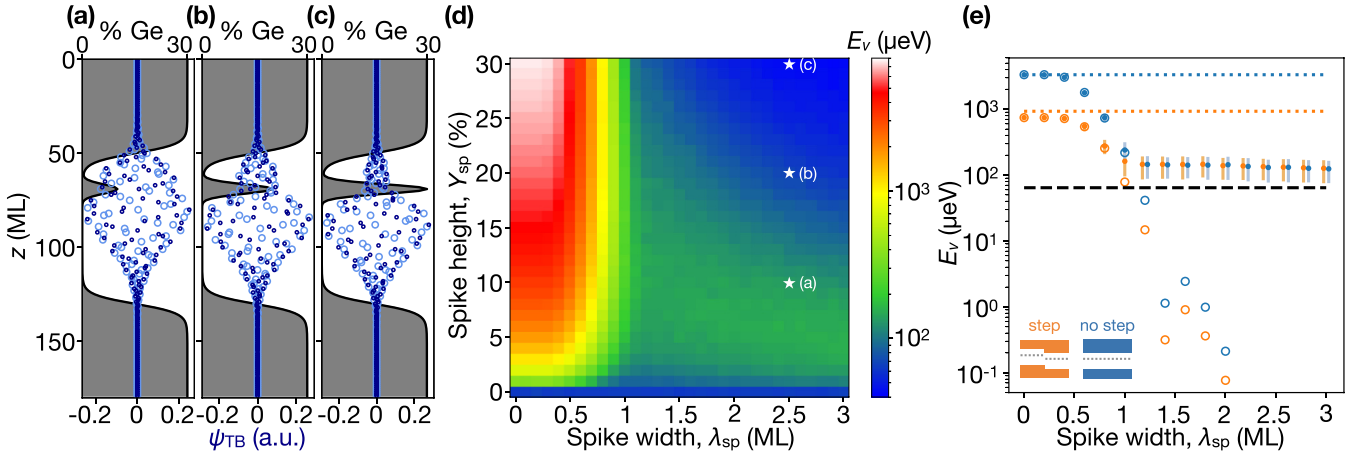 (a)
% Ge
0 30
(b)
% Ge
0 30
(c)
% Ge
0 30
0
50
100
150
z (ML)
−0.2 0 0.2
−0.2 0 0.2
−0.2 0 0.2
ψTB (a.u.)
(d)
Ev (μeV)
30
25
20
15
10
5
0
Spike height, Ysp (%)
(c)
(b)
(a)
0 0.5 1 1.5 2 2.5 3
Spike width, λsp (ML)
10³
10²
(e)
10³
10²
10¹
10⁰
10⁻¹
Ev (μeV)
step no step
0 0.5 1 1.5 2 2.5 3
Spike width, λsp (ML)